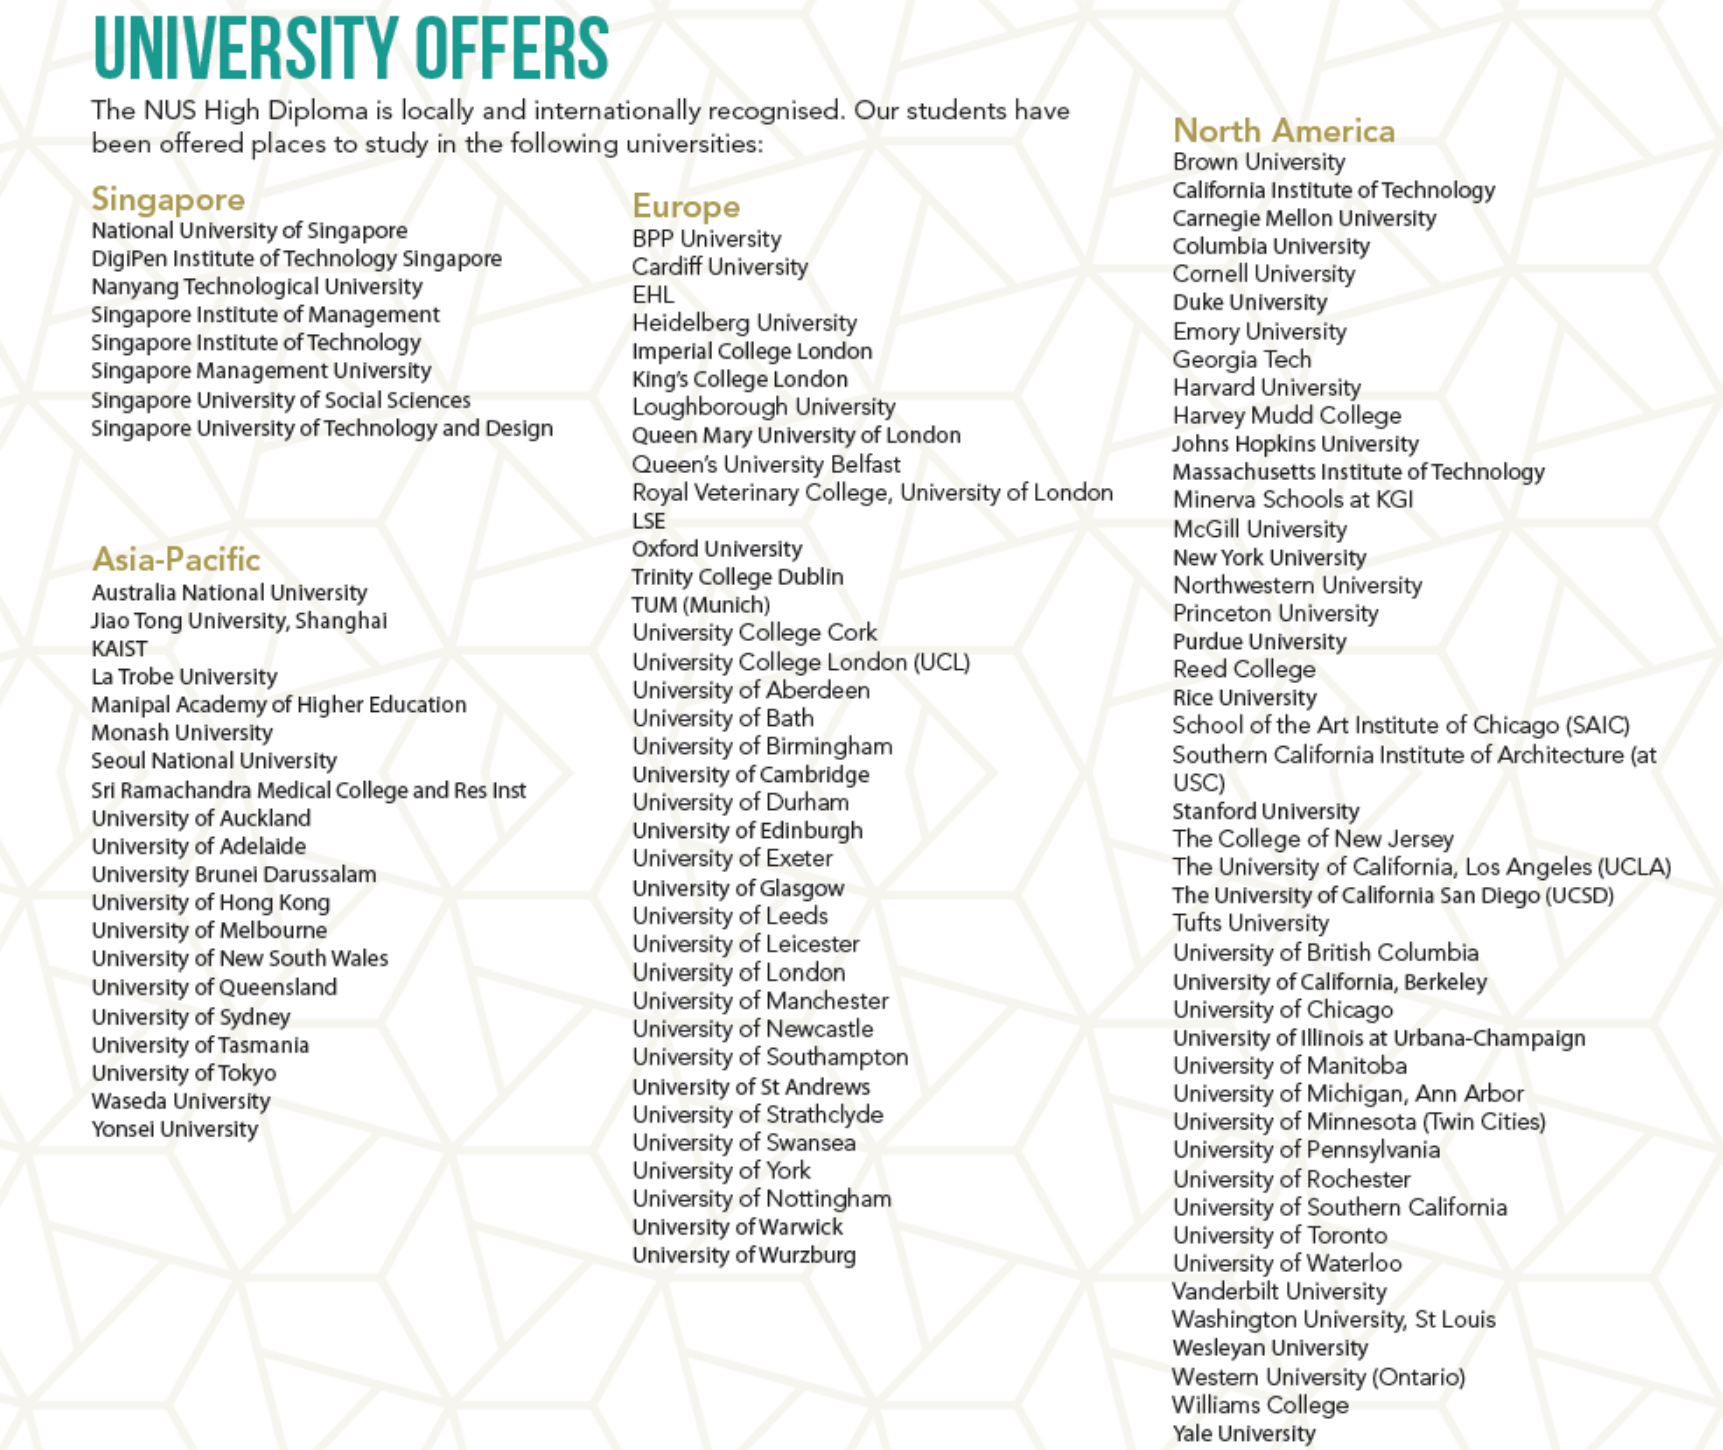 UNIVERSITY OFFERS
The NUS High Diploma is locally and internationally recognised. Our students have
been offered places to study in the following universities:
Singapore
National University of Singapore
DigiPen Institute of Technology Singapore
Nanyang Technological University
Singapore Institute of Management
Singapore Institute of Technology
Singapore Management University
Singapore University of Social Sciences
Singapore University of Technology and Design
Asia-Pacific
Australia National University
Jiao Tong University, Shanghai
KAIST
La Trobe University
Manipal Academy of Higher Education
Monash University
Seoul National University
Sri Ramachandra Medical College and Res Inst
University of Auckland
University of Adelaide
University Brunei Darussalam
University of Hong Kong
University of Melbourne
University of New South Wales
University of Queensland
University of Sydney
University of Tasmania
University of Tokyo
Waseda University
Yonsei University
Europe
BPP University
Cardiff University
EHL
Heidelberg University
Imperial College London
King's College London
Loughborough University
Queen Mary University of London
Queen's University Belfast
Royal Veterinary College, University of London
LSE
Oxford University
Trinity College Dublin
TUM (Munich)
University College Cork
University College London (UCL)
University of Aberdeen
University of Bath
University of Birmingham
University of Cambridge
University of Durham
University of Edinburgh
University of Exeter
University of Glasgow
University of Leeds
University of Leicester
University of London
University of Manchester
University of Newcastle
University of Southampton
University of St Andrews
University of Strathclyde
University of Swansea
University of York
University of Nottingham
University of Warwick
University of Wurzburg
North America
Brown University
California Institute of Technology
Carnegie Mellon University
Columbia University
Cornell University
Duke University
Emory University
Georgia Tech
Harvard University
Harvey Mudd College
Johns Hopkins University
Massachusetts Institute of Technology
Minerva Schools at KGI
McGill University
New York University
Northwestern University
Princeton University
Purdue University
Reed College
Rice University
School of the Art Institute of Chicago (SAIC)
Southern California Institute of Architecture (at
USC)
Stanford University
The College of New Jersey
The University of California, Los Angeles (UCLA)
The University of California San Diego (UCSD)
Tufts University
University of British Columbia
University of California, Berkeley
University of Chicago
University of Illinois at Urbana-Champaign
University of Manitoba
University of Michigan, Ann Arbor
University of Minnesota (Twin Cities)
University of Pennsylvania
University of Rochester
University of Southern California
University of Toronto
University of Waterloo
Vanderbilt University
Washington University, St Louis
Wesleyan University
Western University (Ontario)
Williams College
Yale University